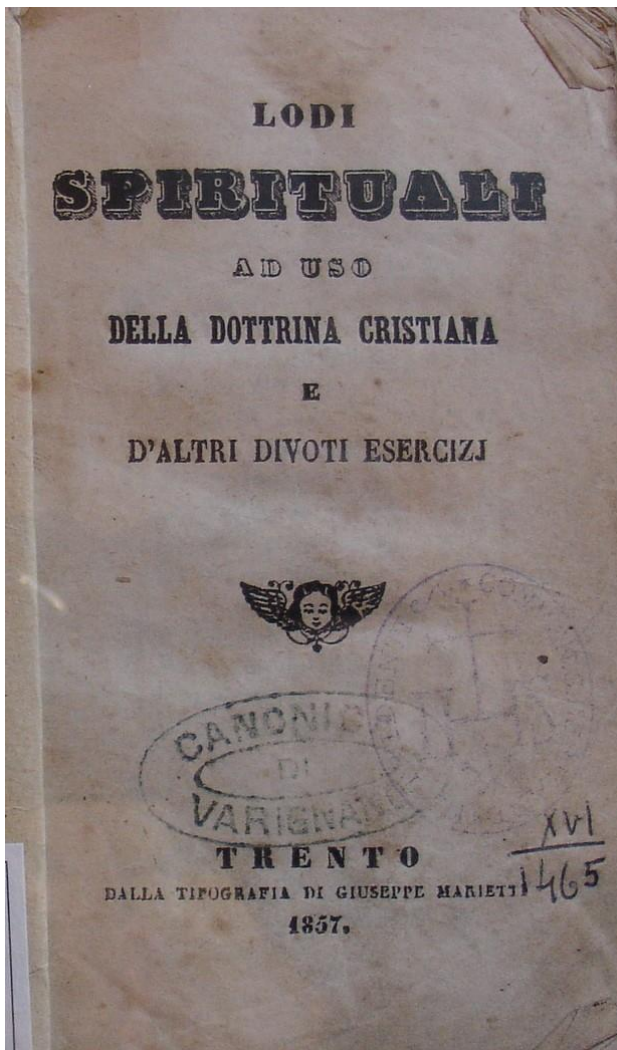 LODI
SPIRITUALI
AD USO
DELLA DOTTRINA CRISTIANA
E
D'ALTRI DIVOTI ESERCIZJ
CANONIC
DI
VARIGNANO
TRENTO
XVI
1465
DALLA TIPOGRAFIA DI GIUSEPPE MARIETTI
1857.